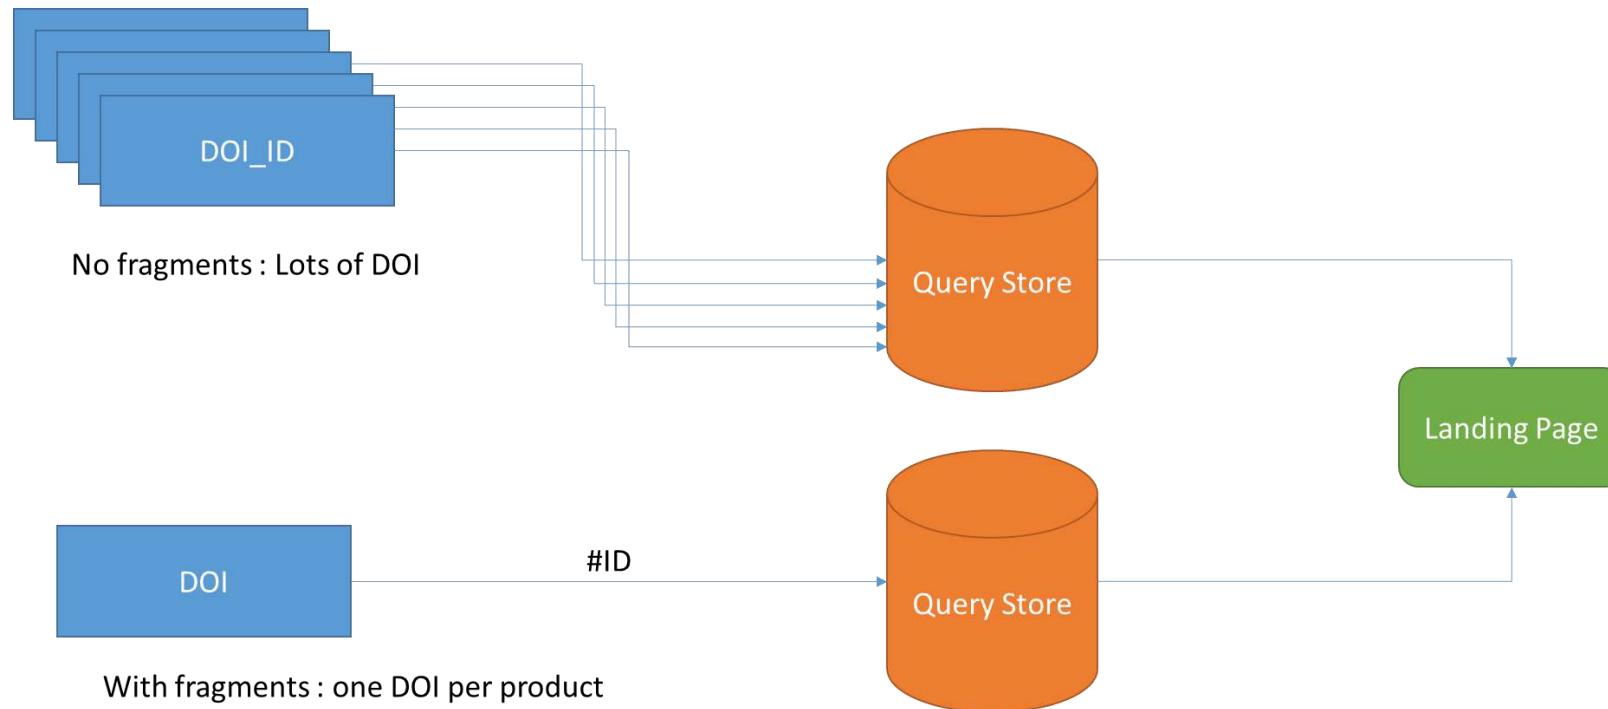 DOI_ID
No fragments : Lots of DOI
Query Store
Landing Page
#ID
DOI
Query Store
With fragments : one DOI per product